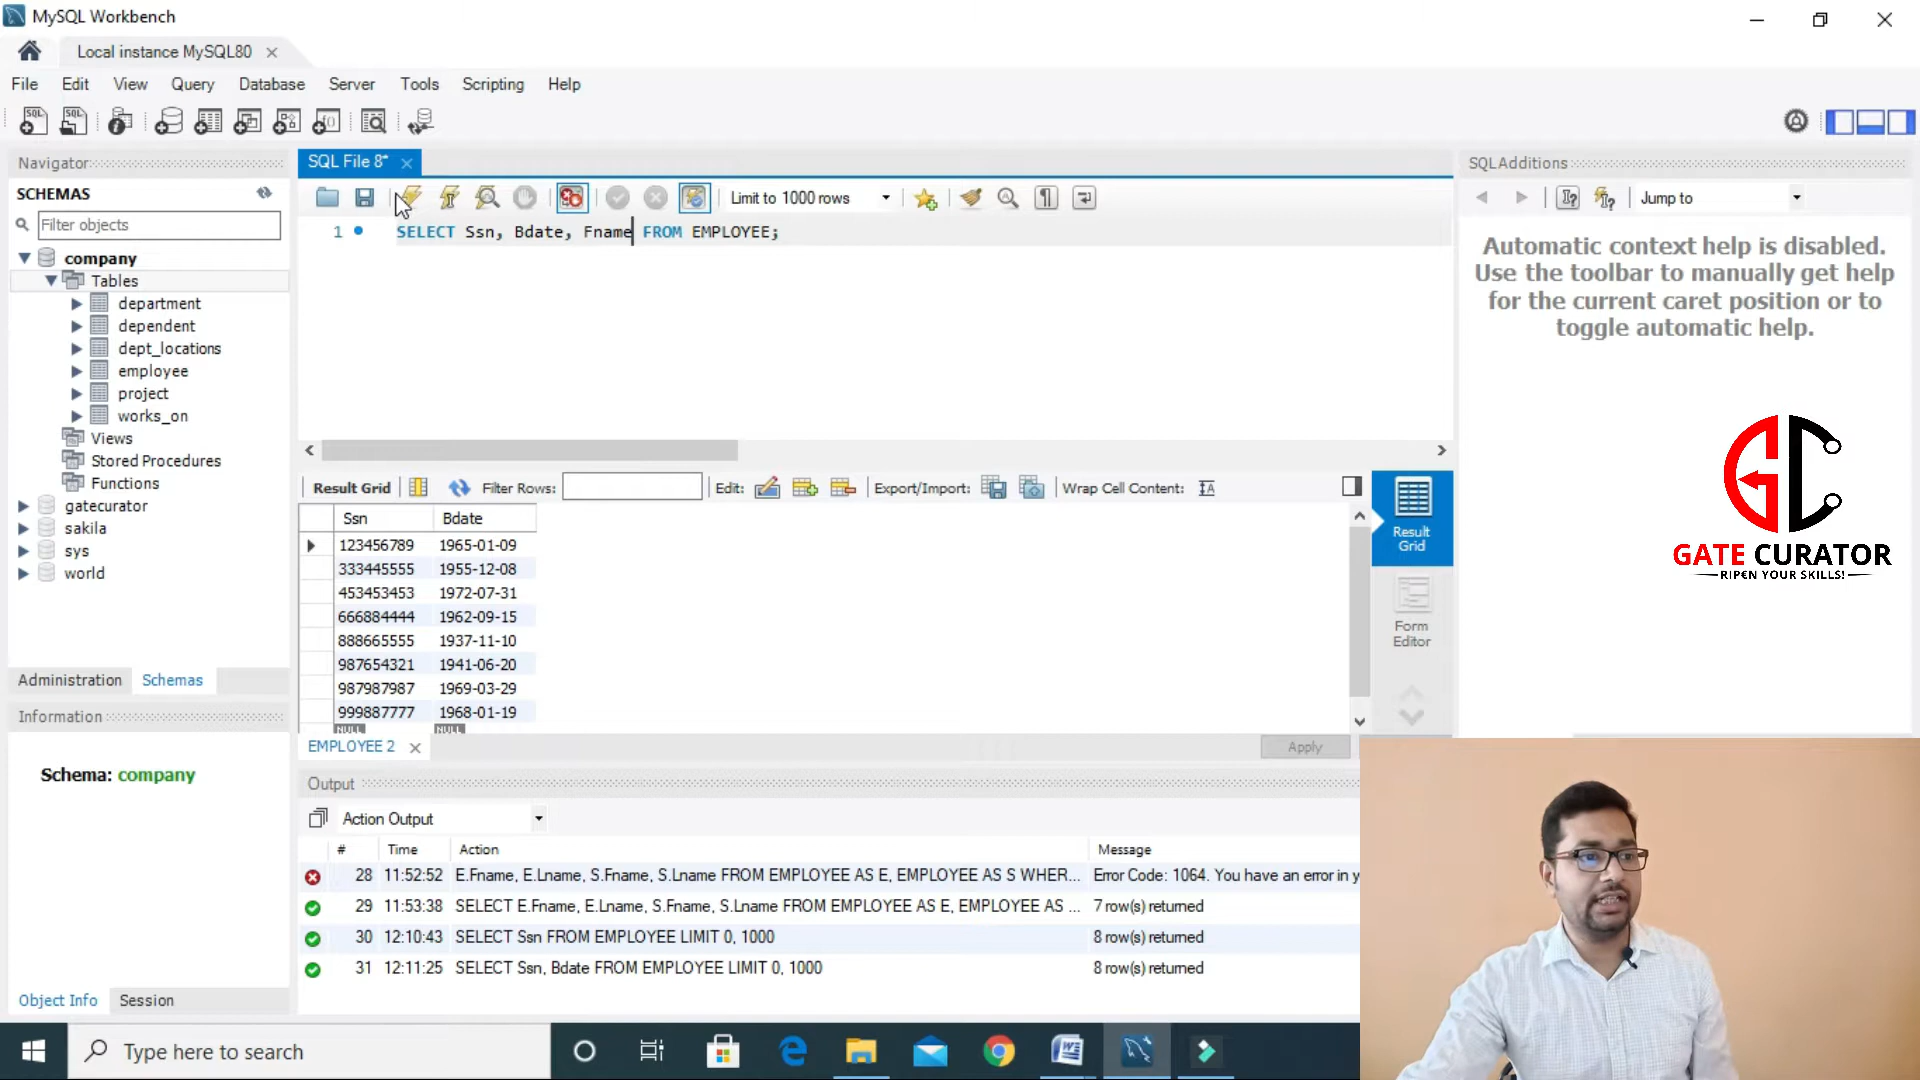 MySQL Workbench
Local instance MySQL80
File Edit View Query Database Server Tools Scripting Help
Navigator
SCHEMAS
Filter objects
company
Tables
department
dependent
dept_locations
employee
project
works_on
Views
Stored Procedures
Functions
gatecurator
sakila
sys
world
Administration Schemas
Information
Schema: company
Object Info Session
SQL File 8*
Limit to 1000 rows
1 SELECT Ssn, Bdate, Fname FROM EMPLOYEE;
Result Grid Filter Rows: Edit: Export/Import: Wrap Cell Content:
Ssn Bdate
123456789 1965-01-09
333445555 1955-12-08
453453453 1972-07-31
666884444 1962-09-15
888665555 1937-11-10
987654321 1941-06-20
987987987 1969-03-29
999887777 1968-01-19
NULL NULL
Result
Grid
Form
Editor
EMPLOYEE 2 Apply
Output
Action Output
# Time Action Message
28 11:52:52 E.Fname, E.Lname, S.Fname, S.Lname FROM EMPLOYEE AS E, EMPLOYEE AS S WHER... Error Code: 1064. You have an error in y
29 11:53:38 SELECT E.Fname, E.Lname, S.Fname, S.Lname FROM EMPLOYEE AS E, EMPLOYEE AS ... 7 row(s) returned
30 12:10:43 SELECT Ssn FROM EMPLOYEE LIMIT 0, 1000 8 row(s) returned
31 12:11:25 SELECT Ssn, Bdate FROM EMPLOYEE LIMIT 0, 1000 8 row(s) returned
SQLAdditions
Jump to
Automatic context help is disabled.
Use the toolbar to manually get help
for the current caret position or to
toggle automatic help.
GC
GATE CURATOR
RIPEN YOUR SKILLS!
Type here to search